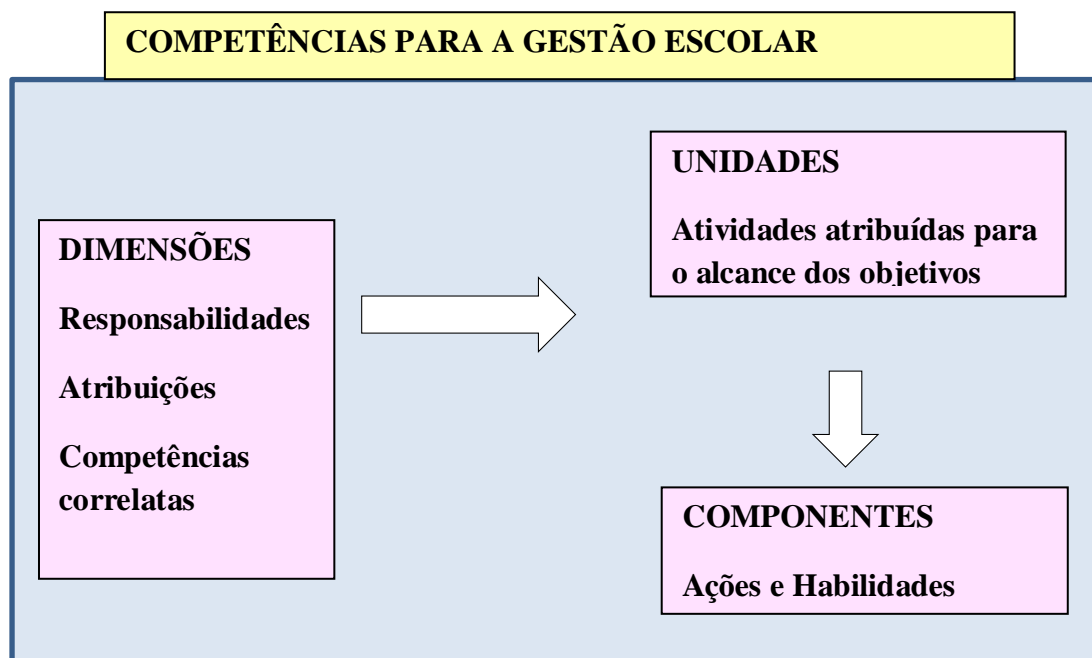 COMPETÊNCIAS PARA A GESTÃO ESCOLAR
DIMENSÕES
Responsabilidades
Atribuições
Competências
correlatas
UNIDADES
Atividades atribuídas para
o alcance dos objetivos
COMPONENTES
Ações e Habilidades